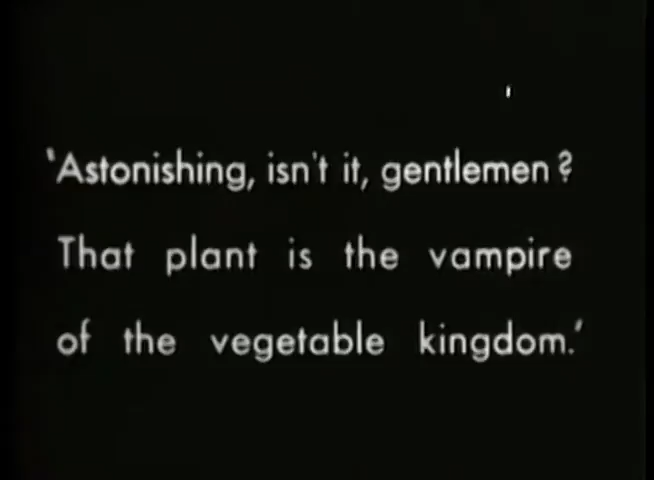 'Astonishing, isn't it, gentlemen?
That plant is the vampire
of the vegetable kingdom.'